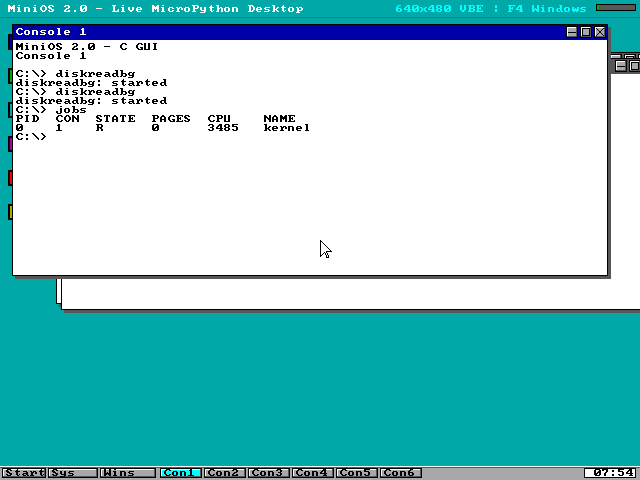 MiniOS 2.0 - Live MicroPython Desktop
640x480 VBE | F4 Windows
Console 1
MiniOS 2.0 - C GUI
Console 1
C:\> diskreadbg
diskreadbg: started
C:\> diskreadbg
diskreadbg: started
C:\> jobs
PID CON STATE PAGES CPU NAME
0 1 R 0 3485 kernel
C:\>
Start Sys Wins Con1 Con2 Con3 Con4 Con5 Con6 07:54